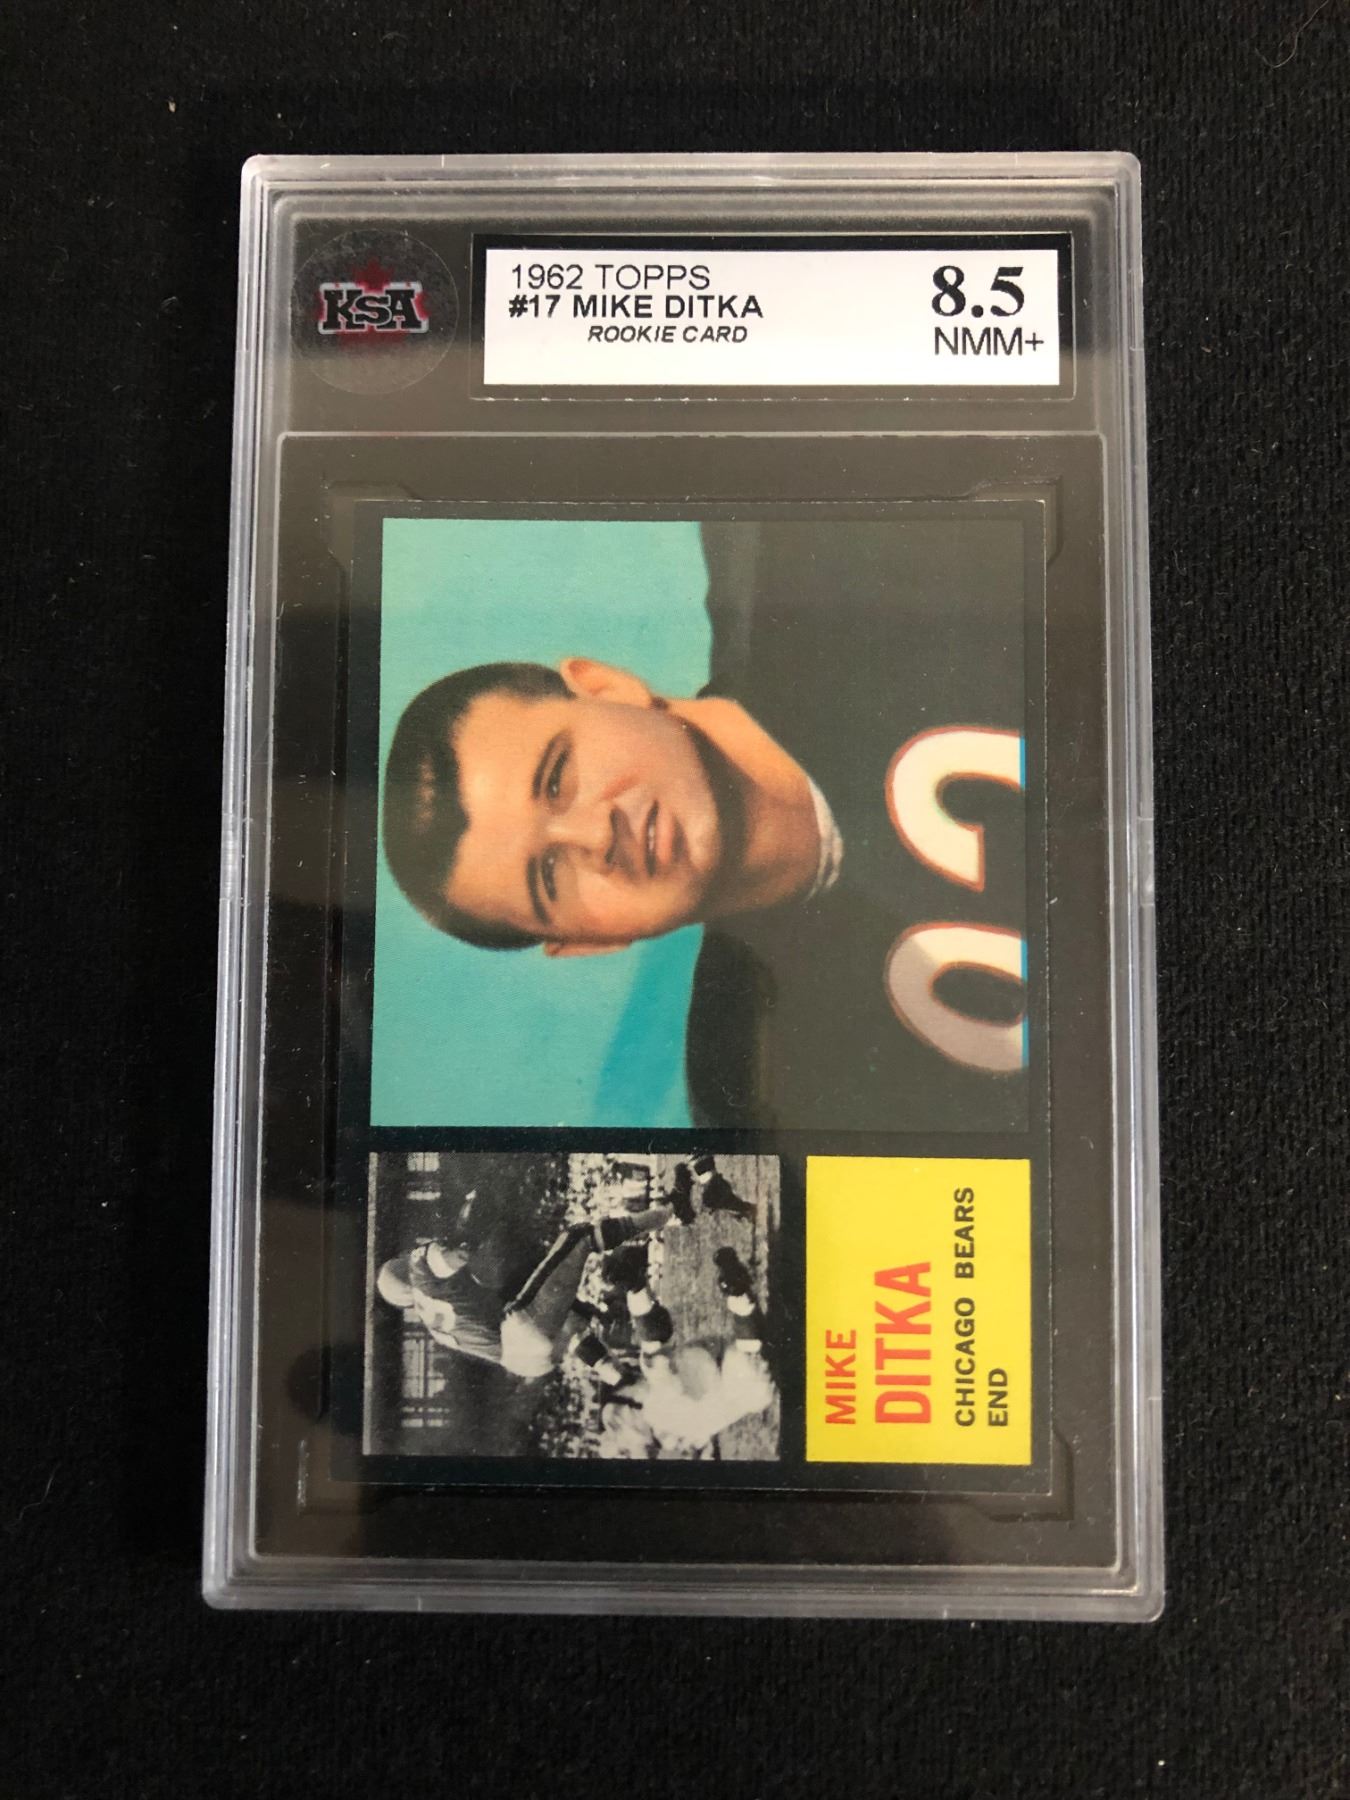 KSA
1962 TOPPS
#17 MIKE DITKA
ROOKIE CARD
8.5
NMM+
MIKE
DITKA
CHICAGO BEARS
END